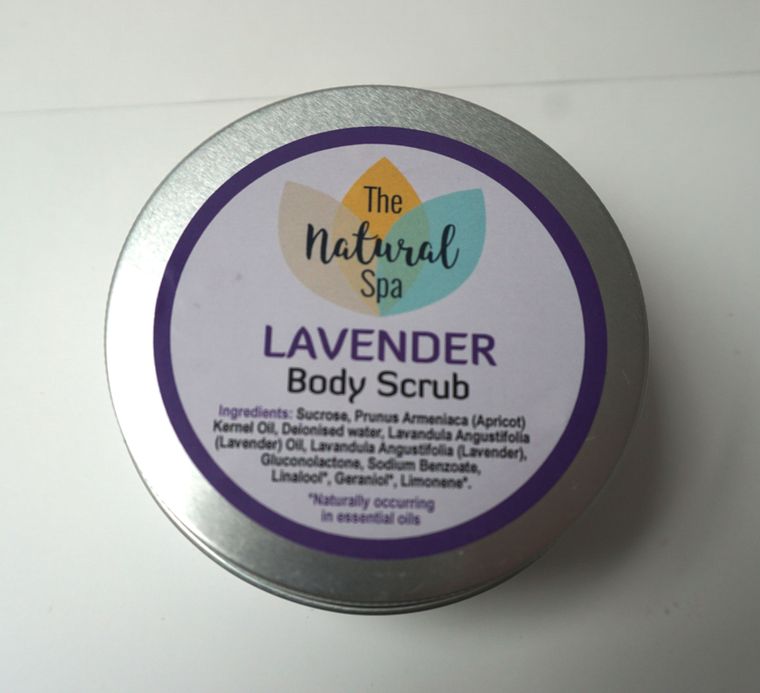 The
Natural
Spa
LAVENDER
Body Scrub
Ingredients: Sucrose, Prunus Armeniaca (Apricot)
Kernel Oil, Deionised water, Lavandula Angustifolia
(Lavender) Oil, Lavandula Angustifolia (Lavender),
Gluconolactone, Sodium Benzoate,
Linalool*, Geraniol*, Limonene*.
*Naturally occurring
in essential oils